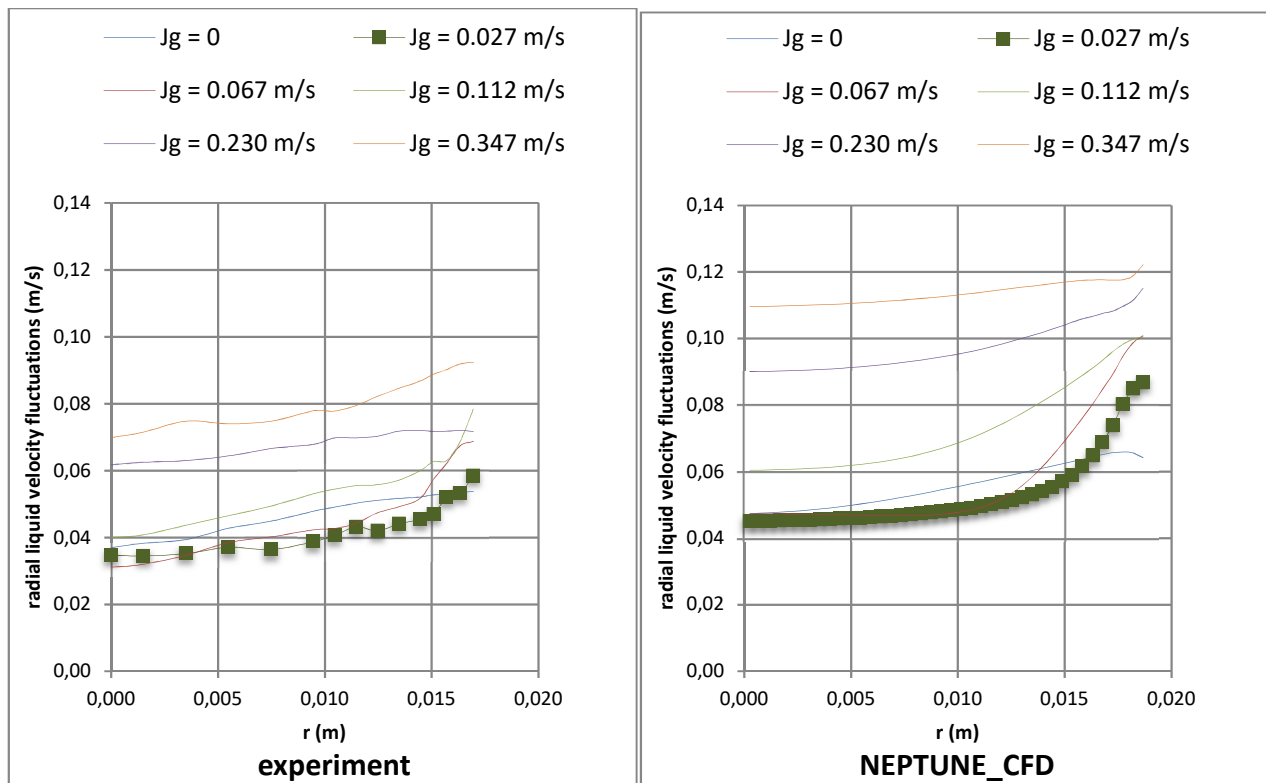 Jg = 0
Jg = 0.027 m/s
Jg = 0.067 m/s
Jg = 0.112 m/s
Jg = 0.230 m/s
Jg = 0.347 m/s
radial liquid velocity fluctuations (m/s)
0,14
0,12
0,10
0,08
0,06
0,04
0,02
0,00
0,000
0,005
0,010
0,015
0,020
r (m)
experiment
Jg = 0
Jg = 0.027 m/s
Jg = 0.067 m/s
Jg = 0.112 m/s
Jg = 0.230 m/s
Jg = 0.347 m/s
radial liquid velocity fluctuations (m/s)
0,14
0,12
0,10
0,08
0,06
0,04
0,02
0,00
0,000
0,005
0,010
0,015
0,020
r (m)
NEPTUNE_CFD